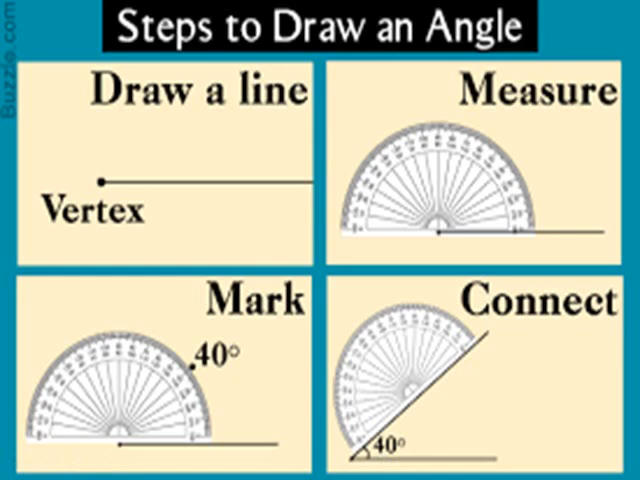 Steps to Draw an Angle
Buzzle.com
Draw a line
Vertex
Measure
Mark
40°
Connect
40°